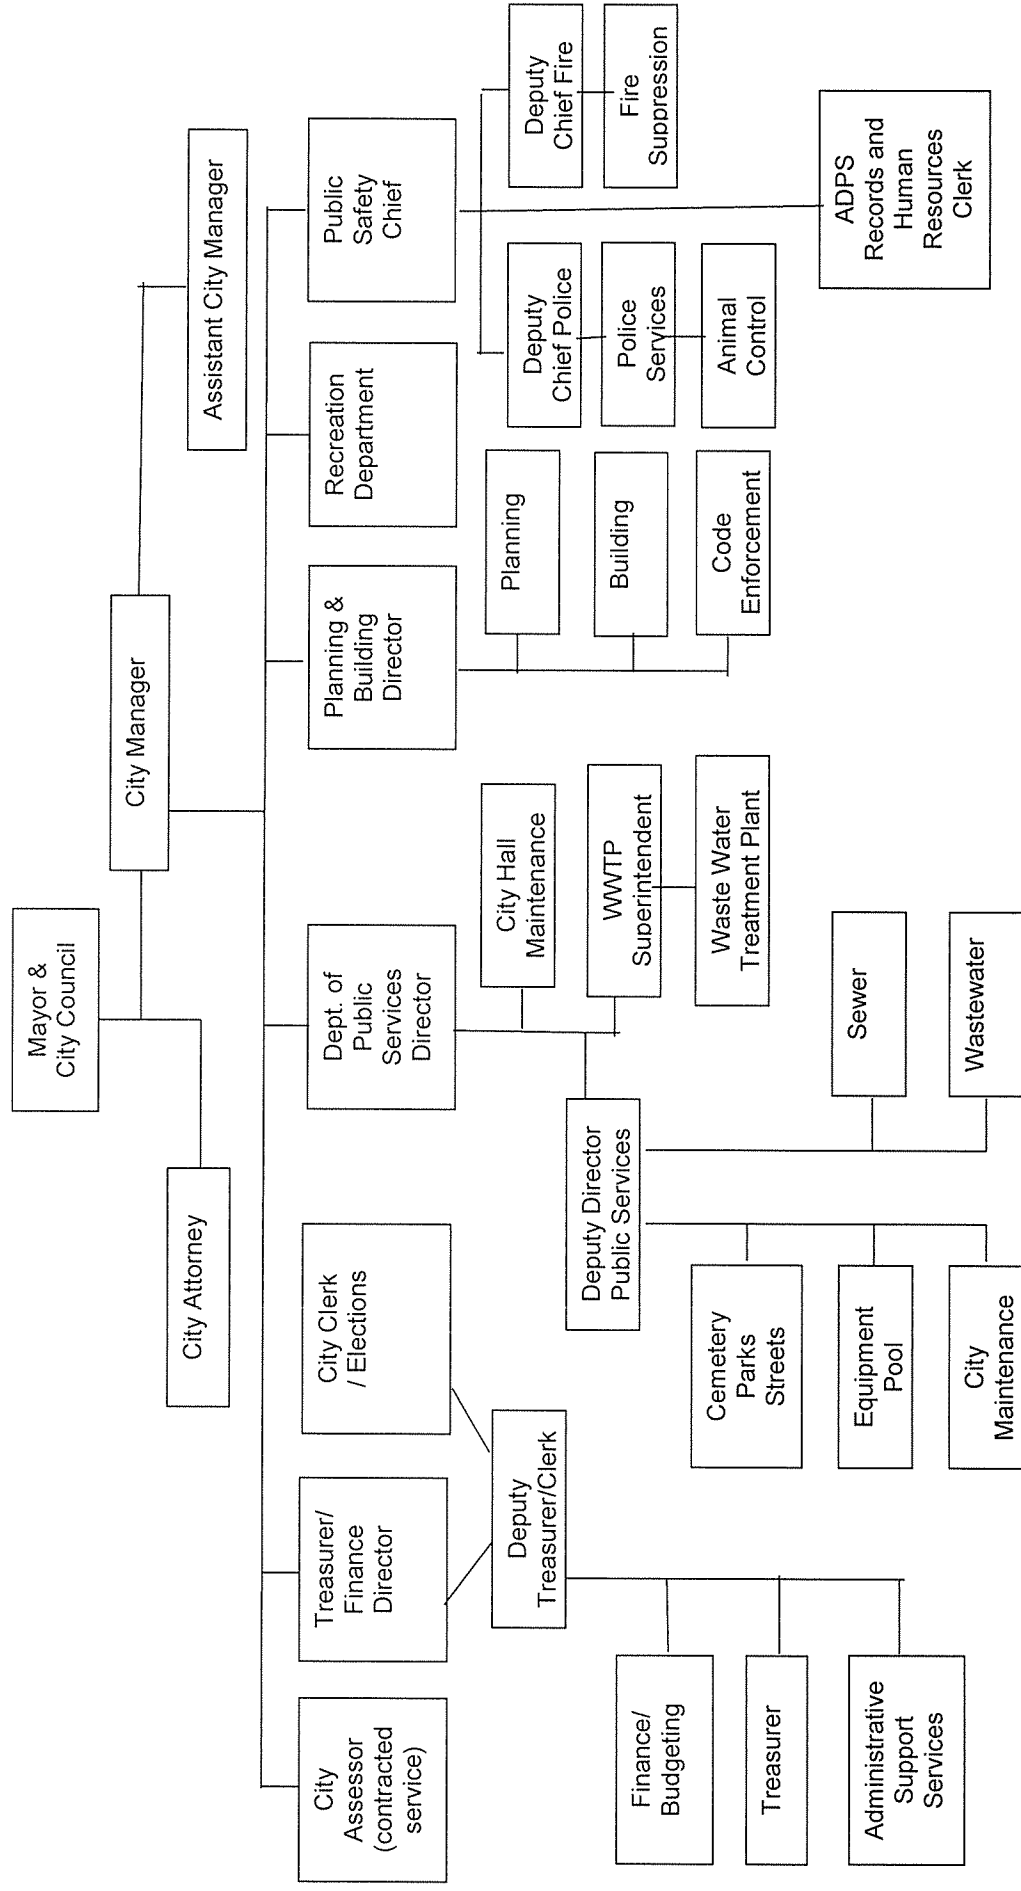 Mayor &
City Council
City Manager
City Attorney
Assistant City Manager
City
Assessor
(contracted
service)
Treasurer/
Finance
Director
City Clerk
/ Elections
Dept. of
Public
Services
Director
Planning &
Building
Director
Recreation
Department
Public
Safety
Chief
Deputy
Treasurer/Clerk
Finance/
Budgeting
Treasurer
Administrative
Support
Services
City Hall
Maintenance
WWTP
Superintendent
Waste Water
Treatment Plant
Deputy Director
Public Services
Cemetery
Parks
Streets
Equipment
Pool
City
Maintenance
Sewer
Wastewater
Planning
Building
Code
Enforcement
Deputy
Chief Police
Police
Services
Animal
Control
Deputy
Chief Fire
Fire
Suppression
ADPS
Records and
Human
Resources
Clerk